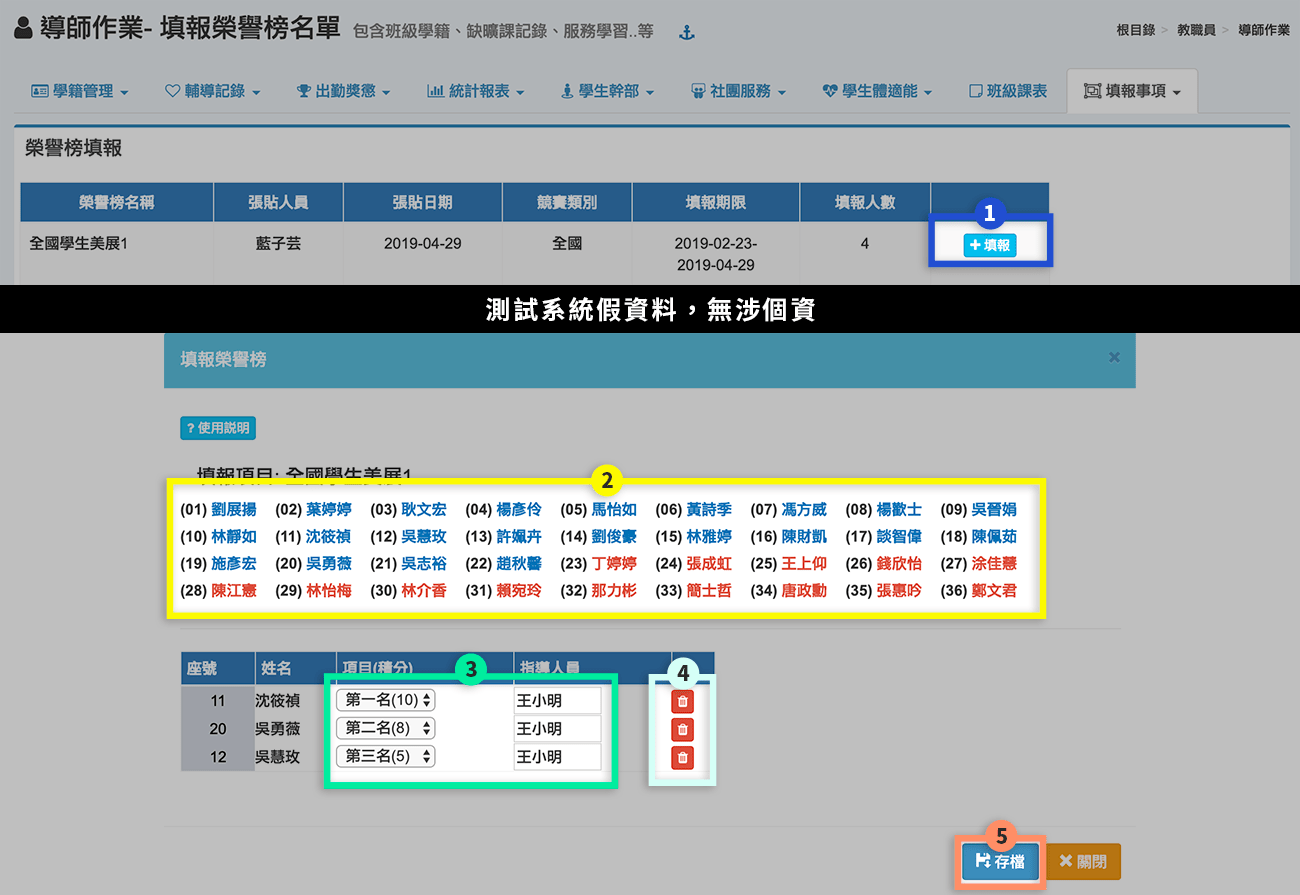 導師作業- 填報榮譽榜名單 包含班級學籍、缺曠課記錄、服務學習..等
根目錄 > 教職員 > 導師作業
學籍管理 輔導記錄 出勤獎懲 統計報表 學生幹部 社團服務 學生體適能 班級課表 填報事項
榮譽榜填報
榮譽榜名稱 張貼人員 張貼日期 競賽類別 填報期限 填報人數
1
全國學生美展1 藍子芸 2019-04-29 全國 2019-02-23- 4 +填報
2019-04-29
測試系統假資料，無涉個資
填報榮譽榜 ×
? 使用説明
填報項目: 全國學生美展1
2
(01) 劉展揚 (02) 葉婷婷 (03) 耿文宏 (04) 楊彥伶 (05) 馬怡如 (06) 黃詩季 (07) 馮方威 (08) 楊歡士 (09) 吳晉娟
(10) 林靜如 (11) 沈筱禎 (12) 吳慧玫 (13) 許姵卉 (14) 劉俊豪 (15) 林雅婷 (16) 陳財凱 (17) 談智偉 (18) 陳佩茹
(19) 施彥宏 (20) 吳勇薇 (21) 吳志裕 (22) 趙秋馨 (23) 丁婷婷 (24) 張成虹 (25) 王上仰 (26) 錢欣怡 (27) 涂佳慧
(28) 陳江憲 (29) 林怡梅 (30) 林介香 (31) 賴宛玲 (32) 那力彬 (33) 簡士哲 (34) 唐政勳 (35) 張惠吟 (36) 鄭文君
座號 姓名 項目(積分) 指導人員
3
4
11 沈筱禎 第一名(10) 王小明
20 吳勇薇 第二名(8) 王小明
12 吳慧玫 第三名(5) 王小明
5
存檔 關閉